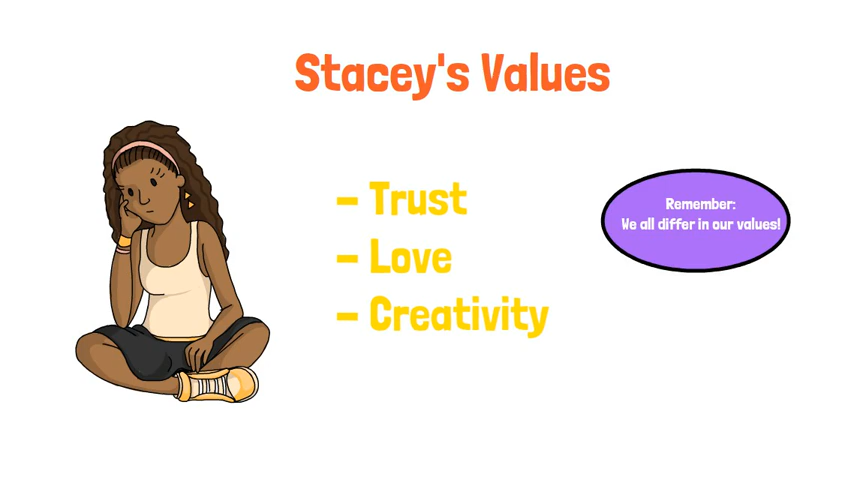 Stacey's Values
- Trust
- Love
- Creativity
Remember:
We all differ in our values!